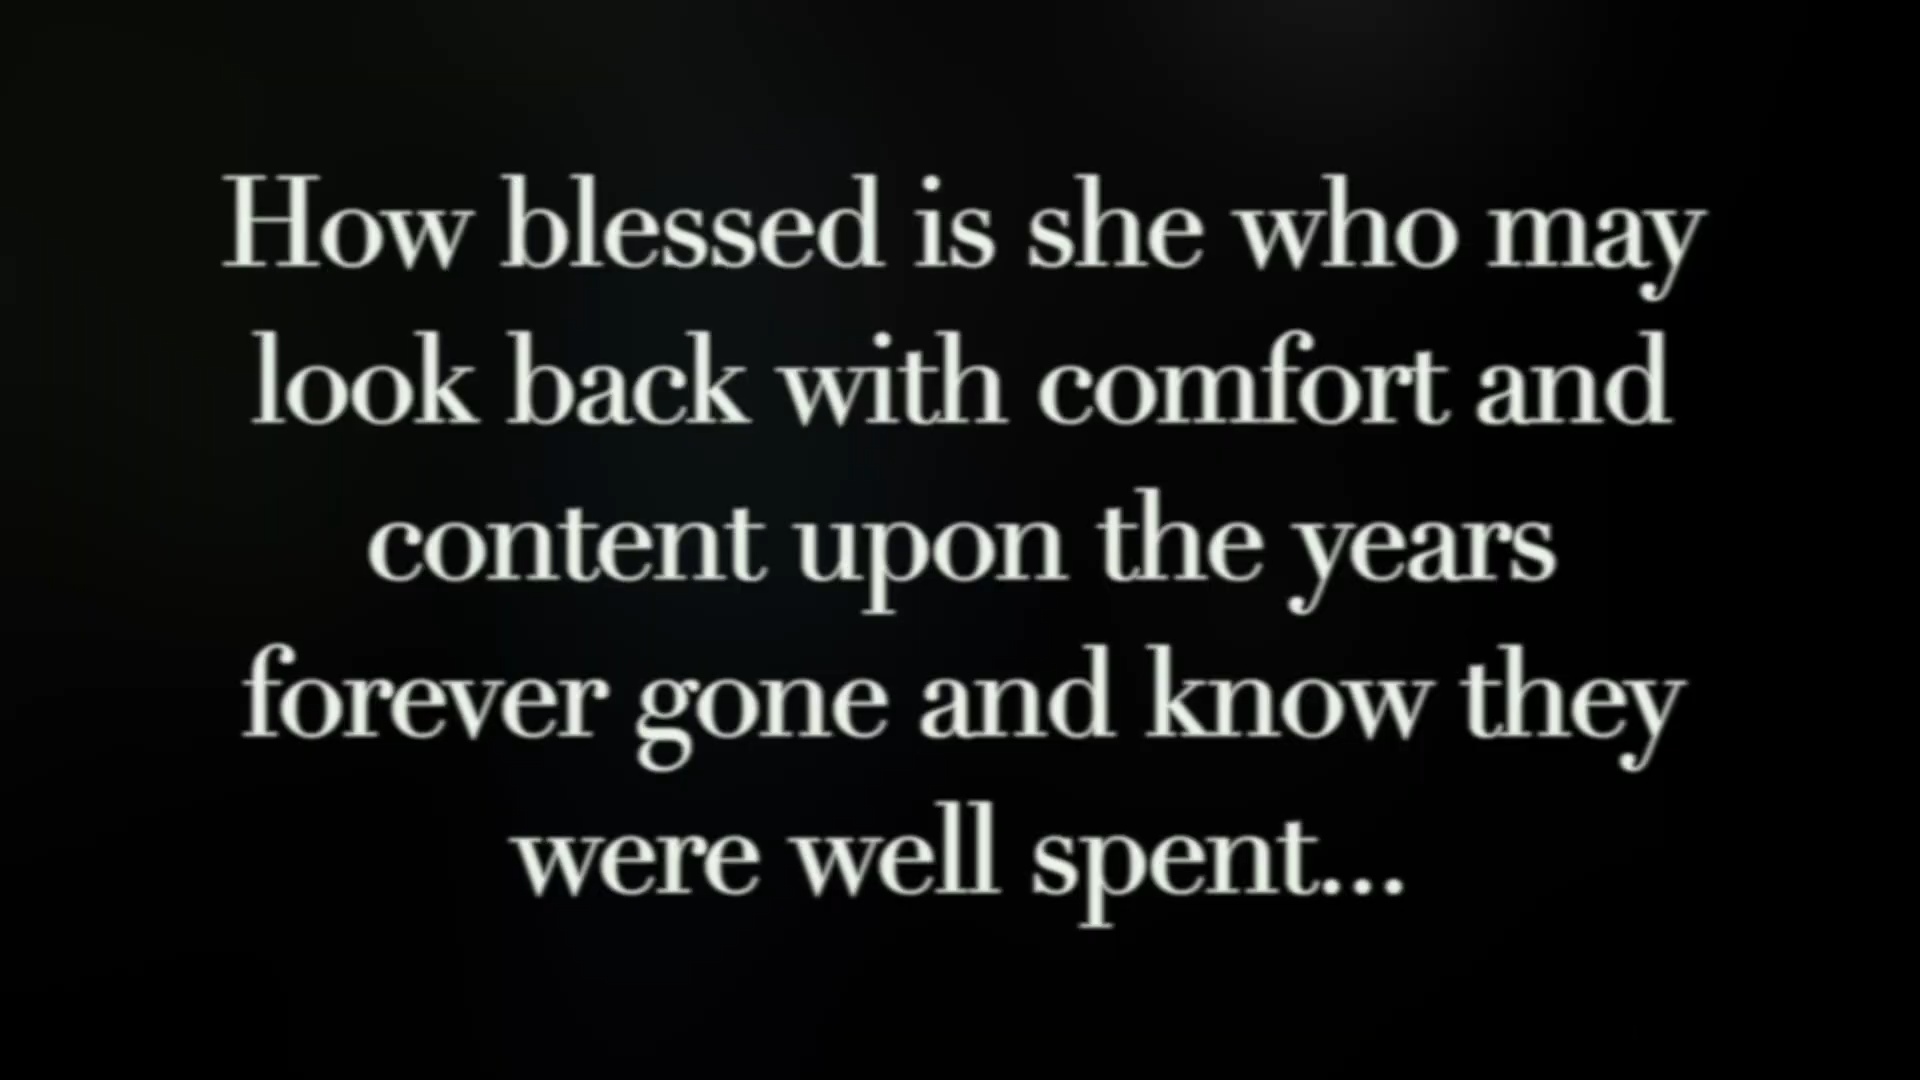 How blessed is she who may
look back with comfort and
content upon the years
forever gone and know they
were well spent...